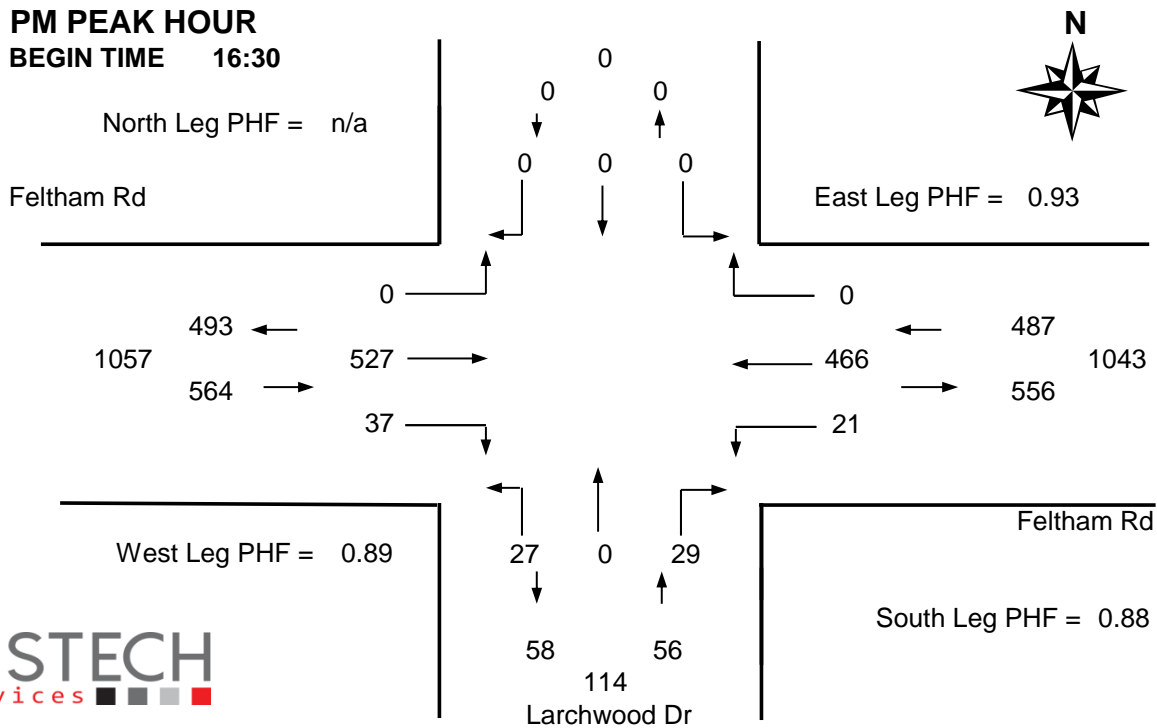 PM PEAK HOUR
BEGIN TIME 16:30
N
0
0 0
North Leg PHF = n/a
0 0 0
Feltham Rd
East Leg PHF = 0.93
0 0
493 487
1057 527 466 1043
564 556
37 21
Feltham Rd
West Leg PHF = 0.89
27 0 29
South Leg PHF = 0.88
58 56
114
Larchwood Dr
STECH
vices